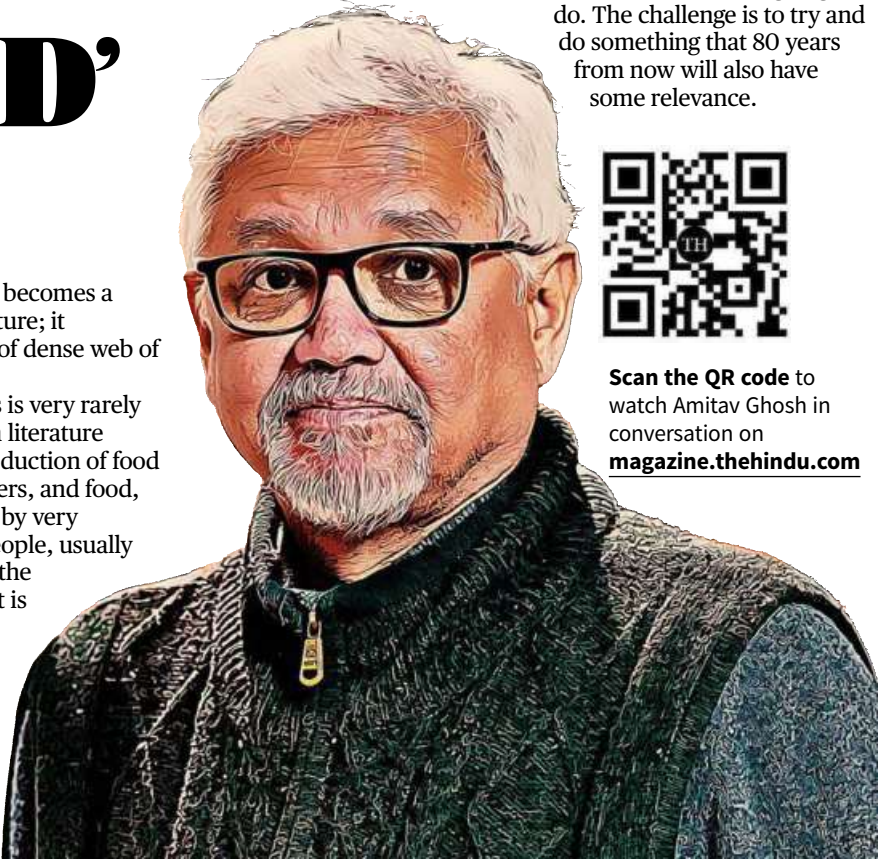 D’
becomes a
ture; it
of dense web of
is very rarely
literature
duction of food
ers, and food,
by very
ople, usually
the
t is
do. The challenge is to try and
do something that 80 years
from now will also have
some relevance.
TH
Scan the QR code to
watch Amitav Ghosh in
conversation on
magazine.thehindu.com